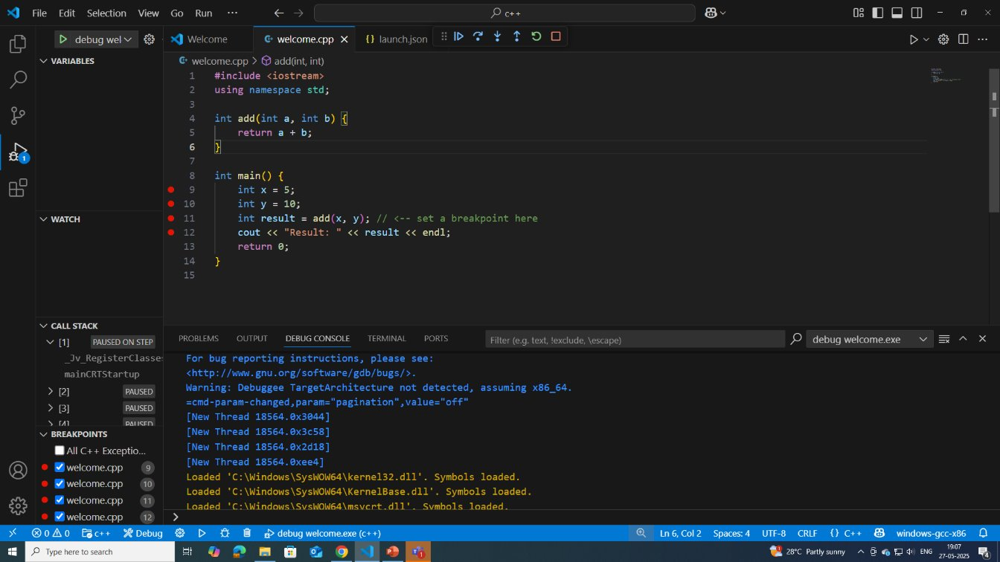 File Edit Selection View Go Run ··· c++
debug wel Welcome welcome.cpp launch.json
VARIABLES
welcome.cpp > add(int, int)
1 #include <iostream>
2 using namespace std;
3
4 int add(int a, int b) {
5 return a + b;
6 }
7
8 int main() {
9 int x = 5;
10 int y = 10;
11 int result = add(x, y); // <-- set a breakpoint here
12 cout << "Result: " << result << endl;
13 return 0;
14 }
15
WATCH
CALL STACK
[1] PAUSED ON STEP
_Jv_RegisterClasses
mainCRTStartup
[2] PAUSED
[3] PAUSED
[4] PAUSED
BREAKPOINTS
All C++ Exceptio...
welcome.cpp 9
welcome.cpp 10
welcome.cpp 11
welcome.cpp 12
PROBLEMS OUTPUT DEBUG CONSOLE TERMINAL PORTS Filter (e.g. text, !exclude, \escape) debug welcome.exe
For bug reporting instructions, please see:
<http://www.gnu.org/software/gdb/bugs/>.
Warning: Debuggee TargetArchitecture not detected, assuming x86_64.
=cmd-param-changed,param="pagination",value="off"
[New Thread 18564.0x3044]
[New Thread 18564.0x3c58]
[New Thread 18564.0x2d18]
[New Thread 18564.0xee4]
Loaded 'C:\Windows\SysWOW64\kernel32.dll'. Symbols loaded.
Loaded 'C:\Windows\SysWOW64\KernelBase.dll'. Symbols loaded.
Loaded 'C:\Windows\SysWOW64\msvcrt.dll'. Symbols loaded.
0 0 c++ Debug debug welcome.exe (c++) Ln 6, Col 2 Spaces: 4 UTF-8 CRLF {} C++ windows-gcc-x86
Type here to search 28°C Partly sunny ENG 19:07
27-05-2025